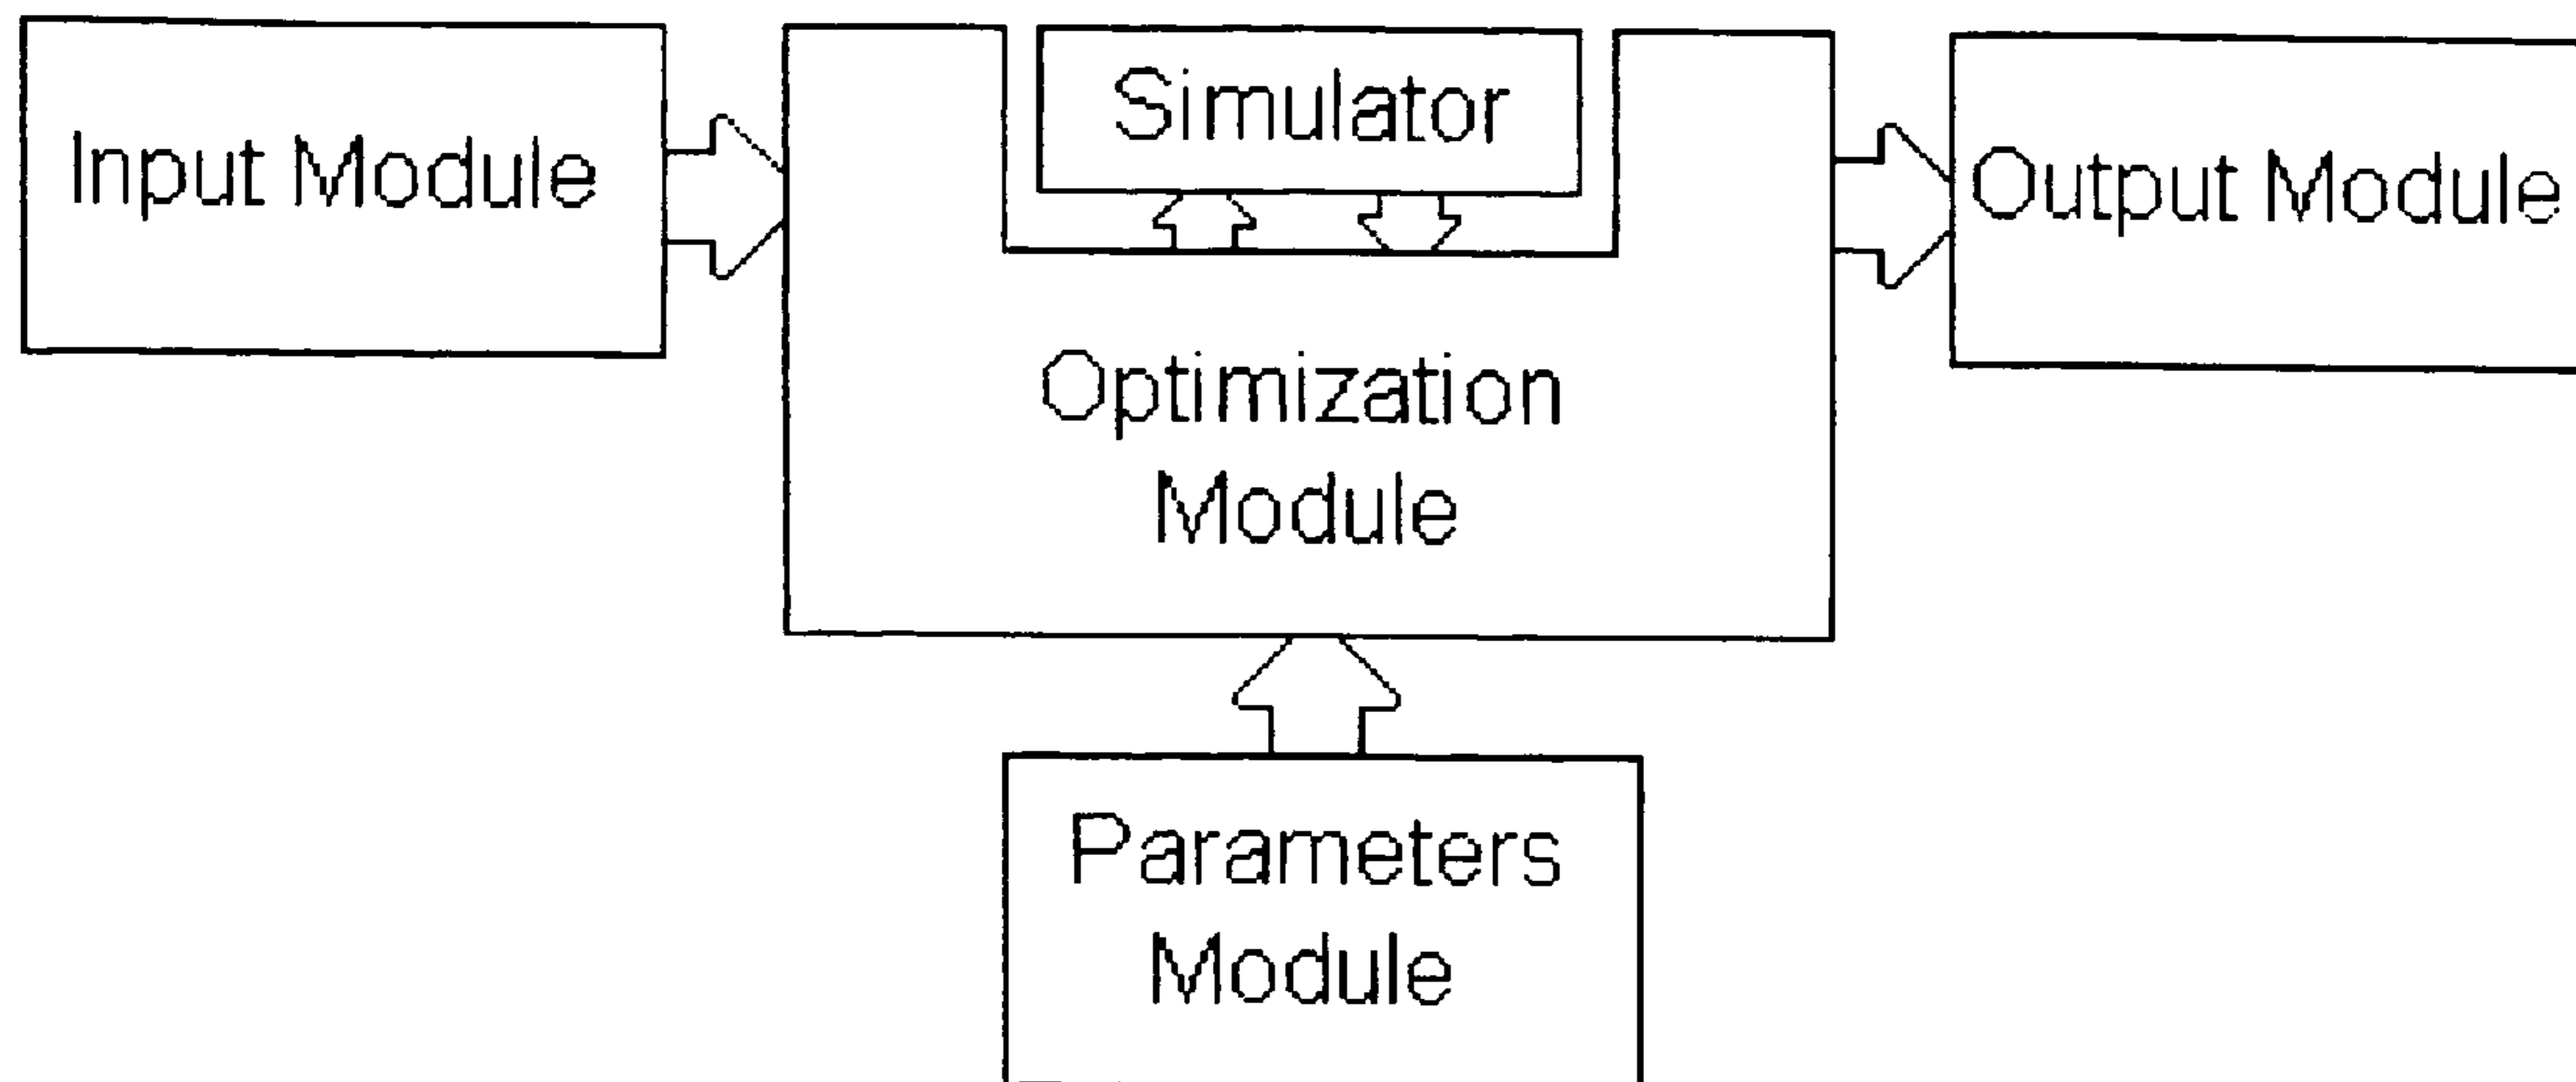 Input Module
Simulator
Output Module
Optimization
Module
Parameters
Module